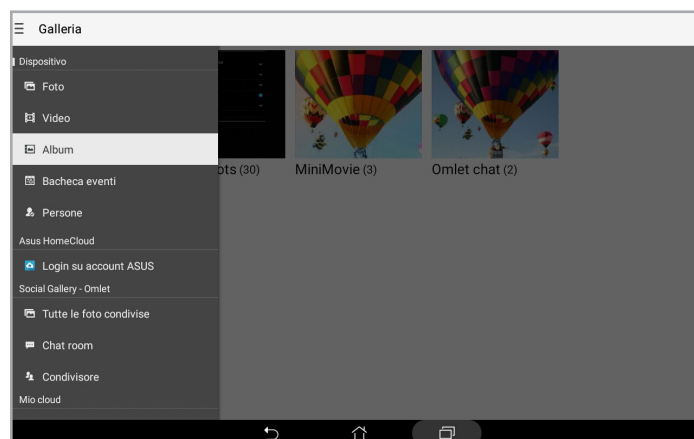 Galleria
Dispositivo
Foto
Video
Album
Bacheca eventi
Persone
Asus HomeCloud
Login su account ASUS
Social Gallery - Omlet
Tutte le foto condivise
Chat room
Condivisore
Mio cloud
ots (30)
MiniMovie (3)
Omlet chat (2)